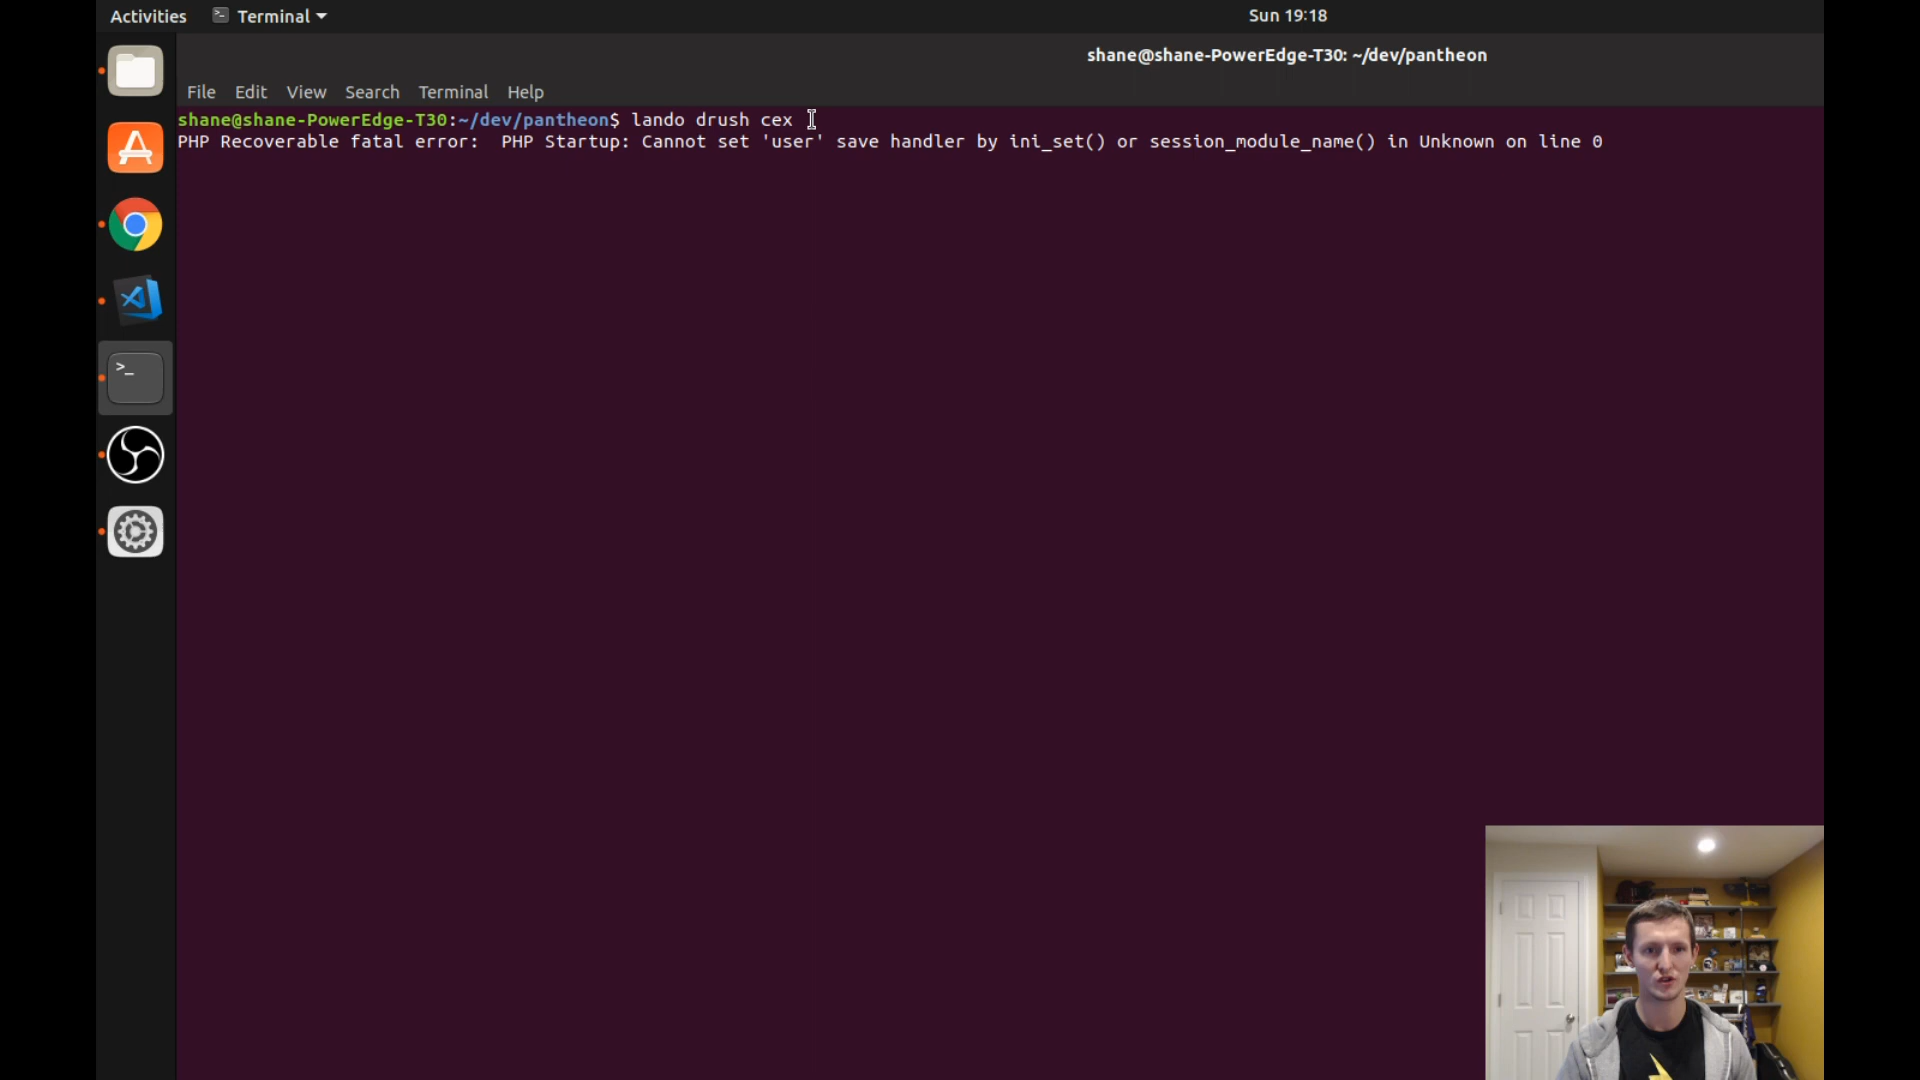 Activities Terminal Sun 19:18
shane@shane-PowerEdge-T30: ~/dev/pantheon
File Edit View Search Terminal Help
shane@shane-PowerEdge-T30:~/dev/pantheon$ lando drush cex
PHP Recoverable fatal error:  PHP Startup: Cannot set 'user' save handler by ini_set() or session_module_name() in Unknown on line 0